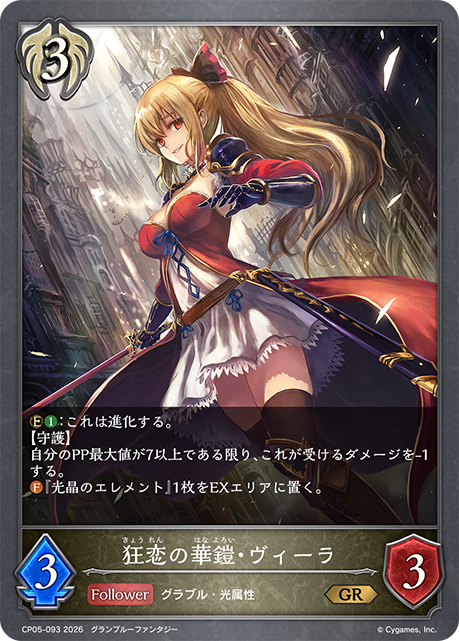 3
E 1：これは進化する。
【守護】
自分のPP最大値が7以上である限り、これが受けるダメージを-1
する。
F『光晶のエレメント』1枚をEXエリアに置く。
きょう れん はな よろい
狂恋の華鎧・ヴィーラ
3
Follower グラブル・光属性 GR
3
CP05-093 2026 グランブルーファンタジー © Cygames, Inc.